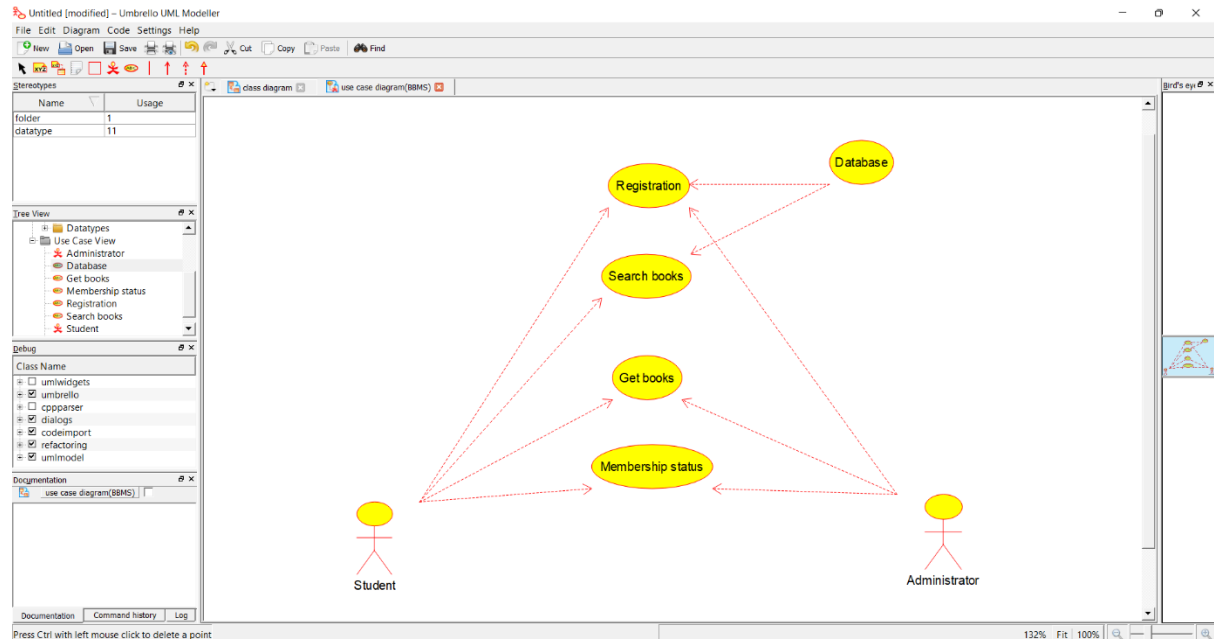 Untitled [modified] – Umbrello UML Modeller
File Edit Diagram Code Settings Help
New Open Save Cut Copy Paste Find
XYZ
Stereotypes
Name Usage
folder 1
datatype 11
Tree View
Datatypes
Use Case View
Administrator
Database
Get books
Membership status
Registration
Search books
Student
Debug
Class Name
umlwidgets
umbrello
cppparser
dialogs
codeimport
refactoring
umlmodel
Documentation
use case diagram(BBMS)
Documentation Command history Log
class diagram use case diagram(BBMS)
Database
Registration
Search books
Get books
Membership status
Student
Administrator
Bird's eye
Press Ctrl with left mouse click to delete a point
132% Fit 100%